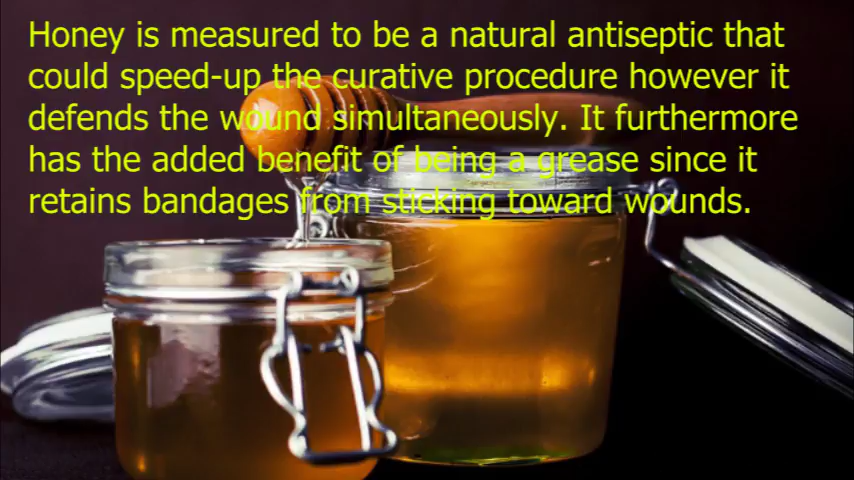 Honey is measured to be a natural antiseptic that
could speed-up the curative procedure however it
defends the wound simultaneously. It furthermore
has the added benefit of being a grease since it
retains bandages from sticking toward wounds.